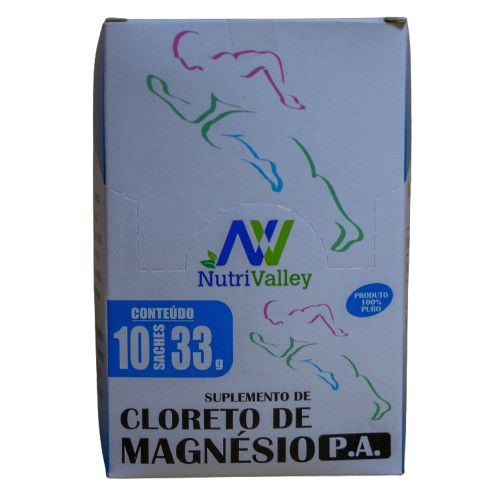 NutriValley
PRODUTO
100%
PURO
CONTEÚDO
10 SACHES 33g
SUPLEMENTO DE
CLORETO DE
MAGNÉSIO P.A.